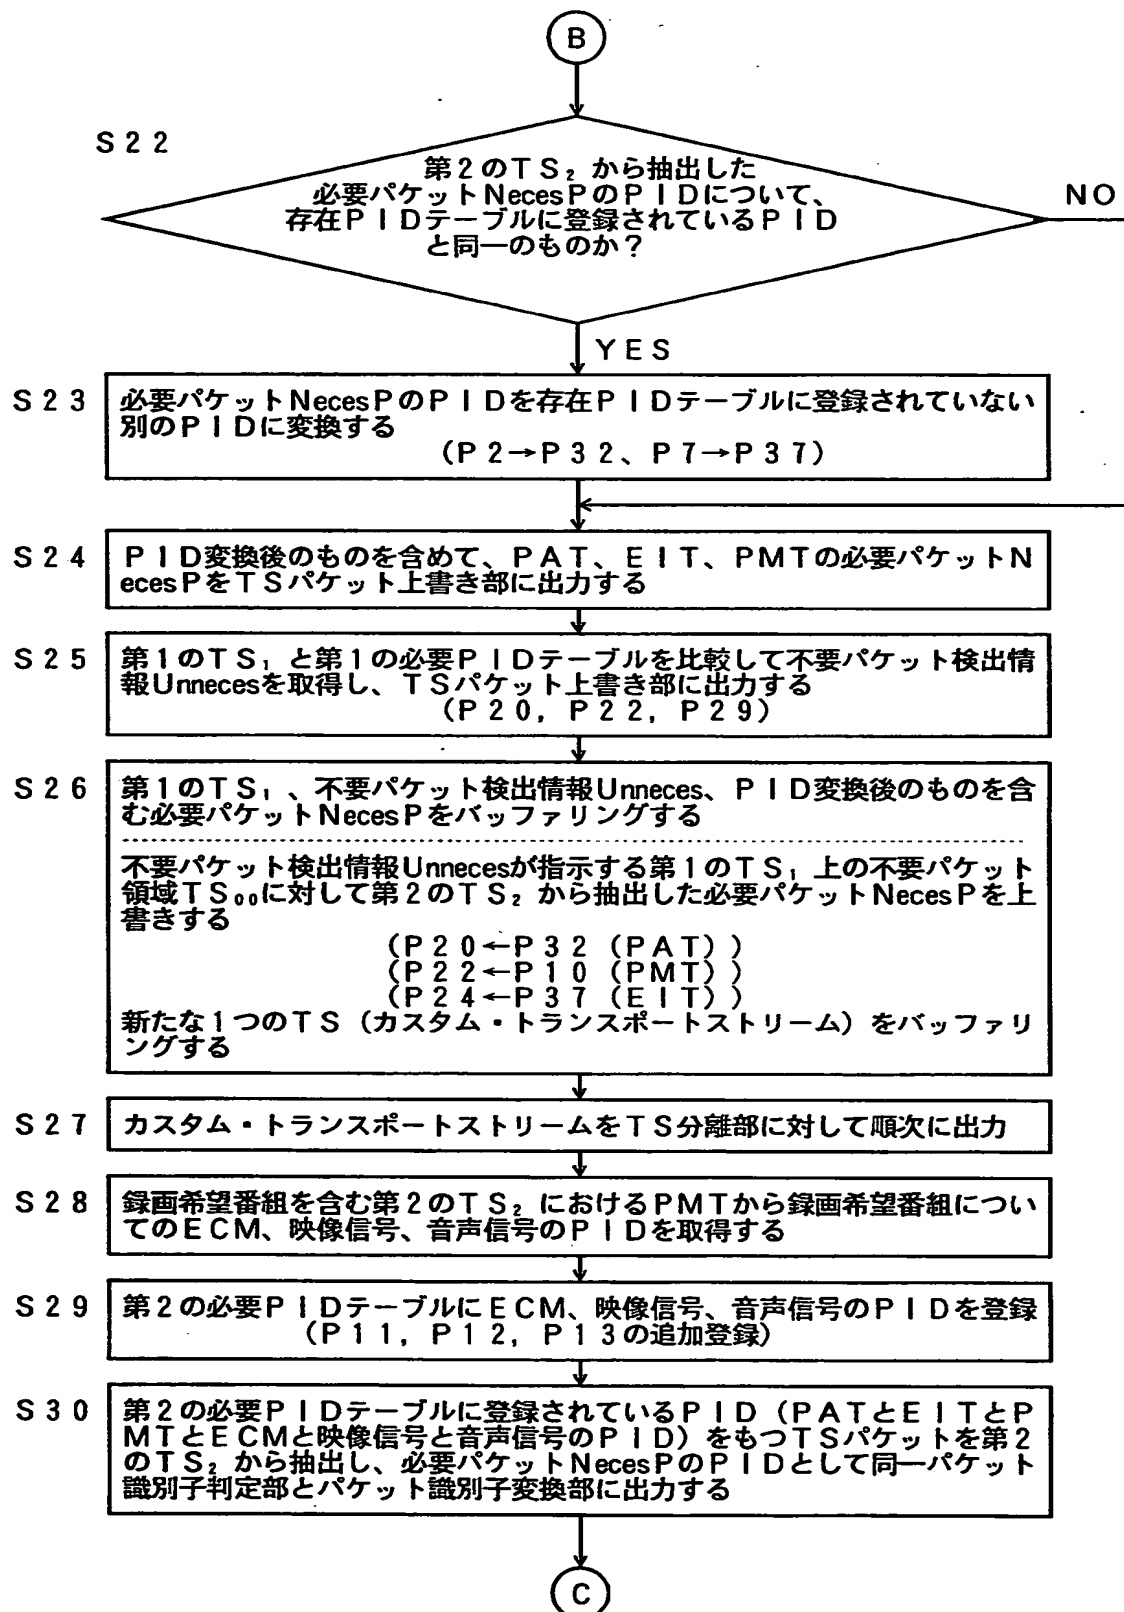 B
S22
第2のTS₂ から抽出した
必要パケットNecesPのPIDについて、
存在PIDテーブルに登録されているPID
と同一のものか？
NO
YES
S23
必要パケットNecesPのPIDを存在PIDテーブルに登録されていない
別のPIDに変換する
(P2→P32、P7→P37)
S24
PID変換後のものを含めて、PAT、EIT、PMTの必要パケットN
ecesPをTSパケット上書き部に出力する
S25
第1のTS₁ と第1の必要PIDテーブルを比較して不要パケット検出情
報Unnecesを取得し、TSパケット上書き部に出力する
(P20, P22, P29)
S26
第1のTS₁、不要パケット検出情報Unneces、PID変換後のものを含
む必要パケットNecesPをバッファリングする
不要パケット検出情報Unnecesが指示する第1のTS₁ 上の不要パケット
領域TS₀₀に対して第2のTS₂ から抽出した必要パケットNecesPを上
書きする
(P20←P32 (PAT))
(P22←P10 (PMT))
(P24←P37 (EIT))
新たな1つのTS（カスタム・トランスポートストリーム）をバッファリ
ングする
S27
カスタム・トランスポートストリームをTS分離部に対して順次に出力
S28
録画希望番組を含む第2のTS₂ におけるPMTから録画希望番組につい
てのECM、映像信号、音声信号のPIDを取得する
S29
第2の必要PIDテーブルにECM、映像信号、音声信号のPIDを登録
(P11, P12, P13の追加登録)
S30
第2の必要PIDテーブルに登録されているPID（PATとEITとP
MTとECMと映像信号と音声信号のPID）をもつTSパケットを第2
のTS₂ から抽出し、必要パケットNecesPのPIDとして同一パケット
識別子判定部とパケット識別子変換部に出力する
C